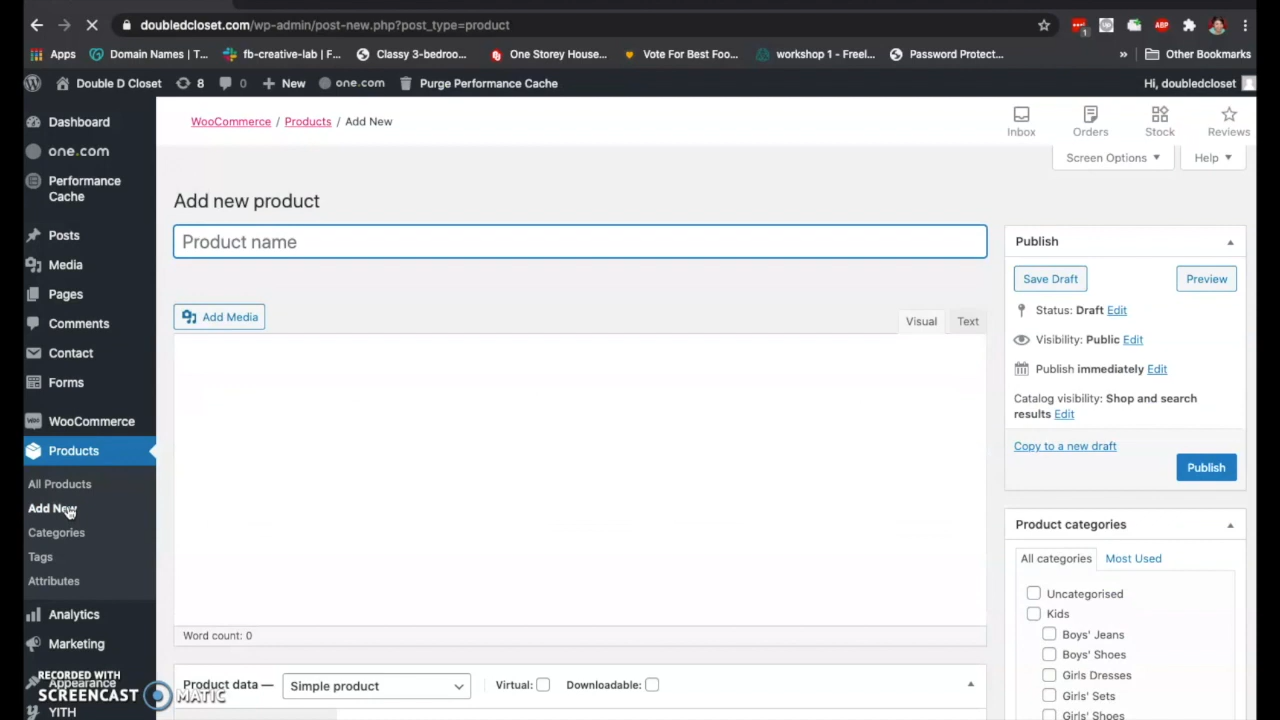 doubledcloset.com/wp-admin/post-new.php?post_type=product
1
ABP
Apps
Domain Names | T...
fb-creative-lab | F...
Classy 3-bedroo...
One Storey House...
Vote For Best Foo...
workshop 1 - Freel...
Password Protect...
»
Other Bookmarks
Double D Closet
8
0
+ New
one.com
Purge Performance Cache
Hi, doubledcloset
Dashboard
one.com
Performance
Cache
Posts
Media
Pages
Comments
Contact
Forms
WooCommerce
Products
All Products
Add New
Categories
Tags
Attributes
Analytics
Marketing
Appearance
YITH
RECORDED WITH
SCREENCAST MATIC
WooCommerce / Products / Add New
Inbox
Orders
Stock
Reviews
Screen Options
Help
Add new product
Product name
Add Media
Visual
Text
Word count: 0
Product data —
Simple product
Virtual:
Downloadable:
Publish
Save Draft
Preview
Status: Draft Edit
Visibility: Public Edit
Publish immediately Edit
Catalog visibility: Shop and search
results Edit
Copy to a new draft
Publish
Product categories
All categories
Most Used
Uncategorised
Kids
Boys' Jeans
Boys' Shoes
Girls Dresses
Girls' Sets
Girls' Shoes